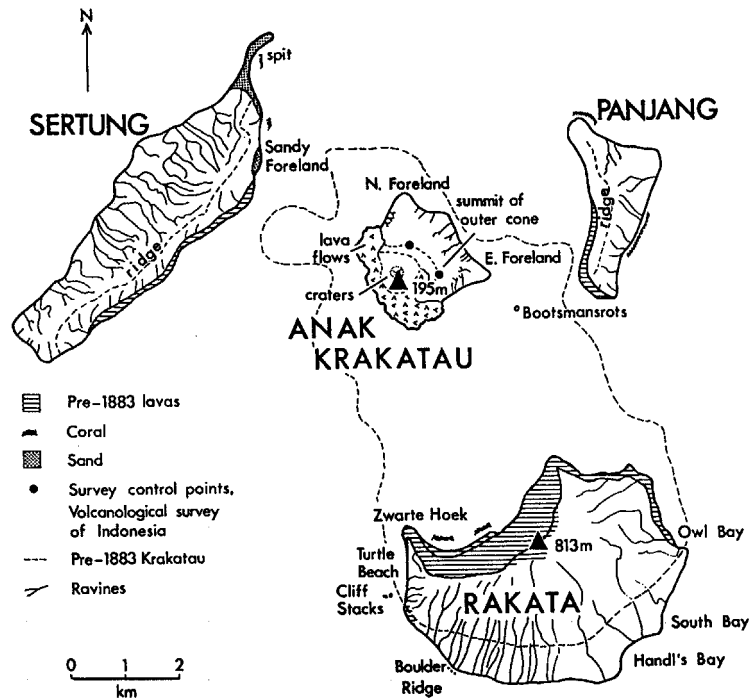 N
spit
SERTUNG
Sandy
Foreland
ridge
PANJANG
ridge
N. Foreland
summit of
outer cone
lava
flows
E. Foreland
craters
195m
Bootsmansrots
ANAK
KRAKATAU
Pre-1883 lavas
Coral
Sand
Survey control points,
Volcanological survey
of Indonesia
Pre-1883 Krakatau
Ravines
0 1 2
km
Zwarte Hoek
Turtle
Beach
Cliff
Stacks
813m
Owl Bay
RAKATA
South Bay
Handl's Bay
Boulder
Ridge